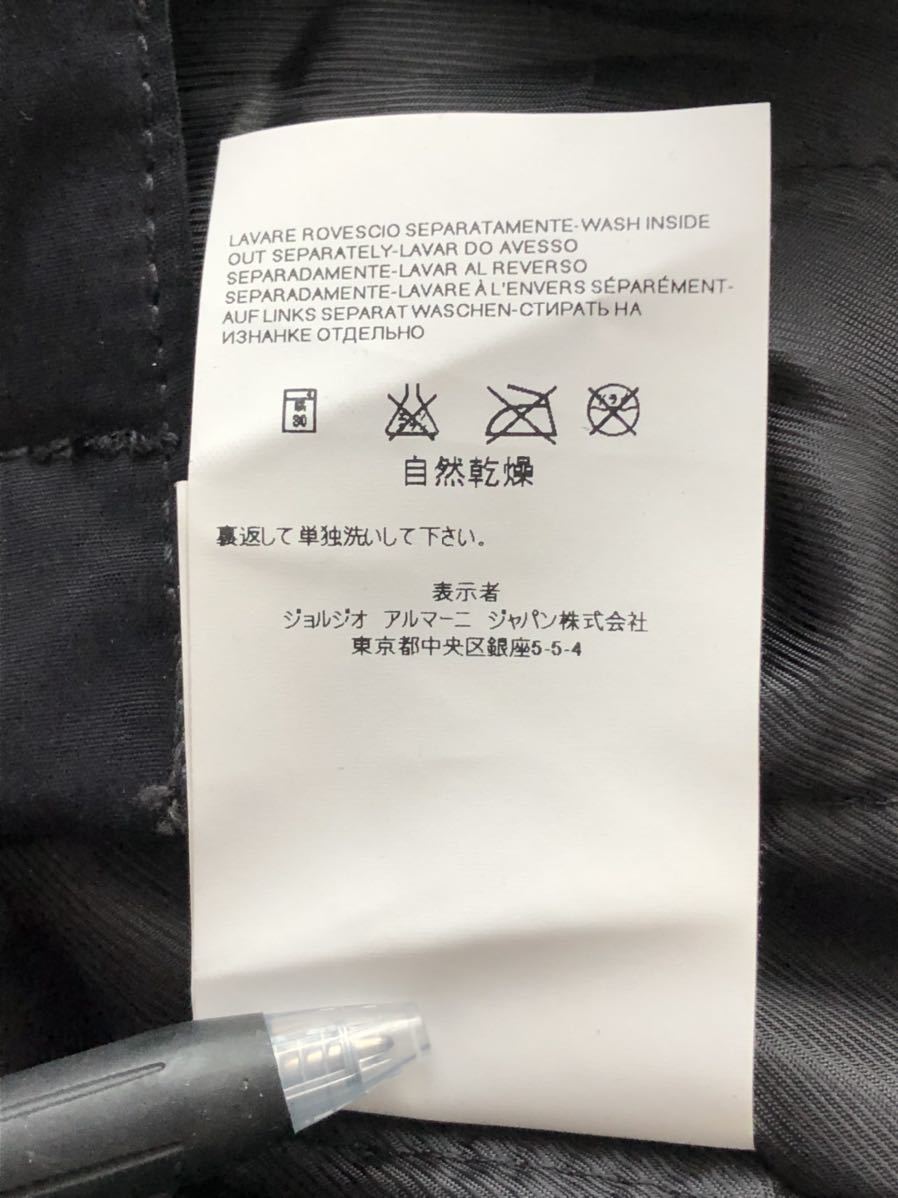 LAVARE ROVESCIO SEPARATAMENTE-WASH INSIDE
OUT SEPARATELY-LAVAR DO AVESSO
SEPARADAMENTE-LAVAR AL REVERSO
SEPARADAMENTE-LAVARE À L'ENVERS SÉPARÉMENT-
AUF LINKS SEPARAT WASCHEN-СТИРАТЬ НА
ИЗНАНКЕ ОТДЕЛЬНО
30
自然乾燥
裏返して単独洗いして下さい。
表示者
ジョルジオ アルマーニ ジャパン株式会社
東京都中央区銀座5-5-4